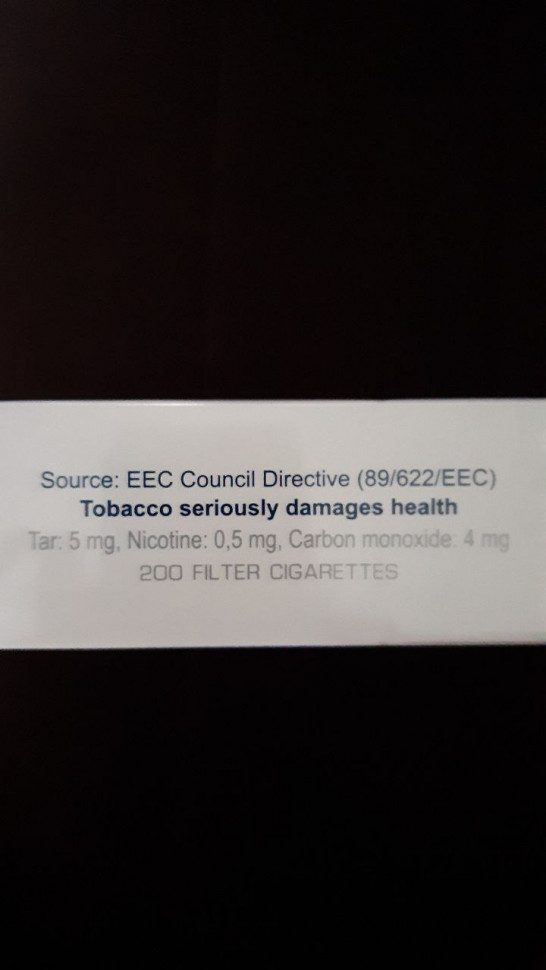 Source: EEC Council Directive (89/622/EEC)
Tobacco seriously damages health
Tar: 5 mg, Nicotine: 0,5 mg, Carbon monoxide: 4 mg
200 FILTER CIGARETTES